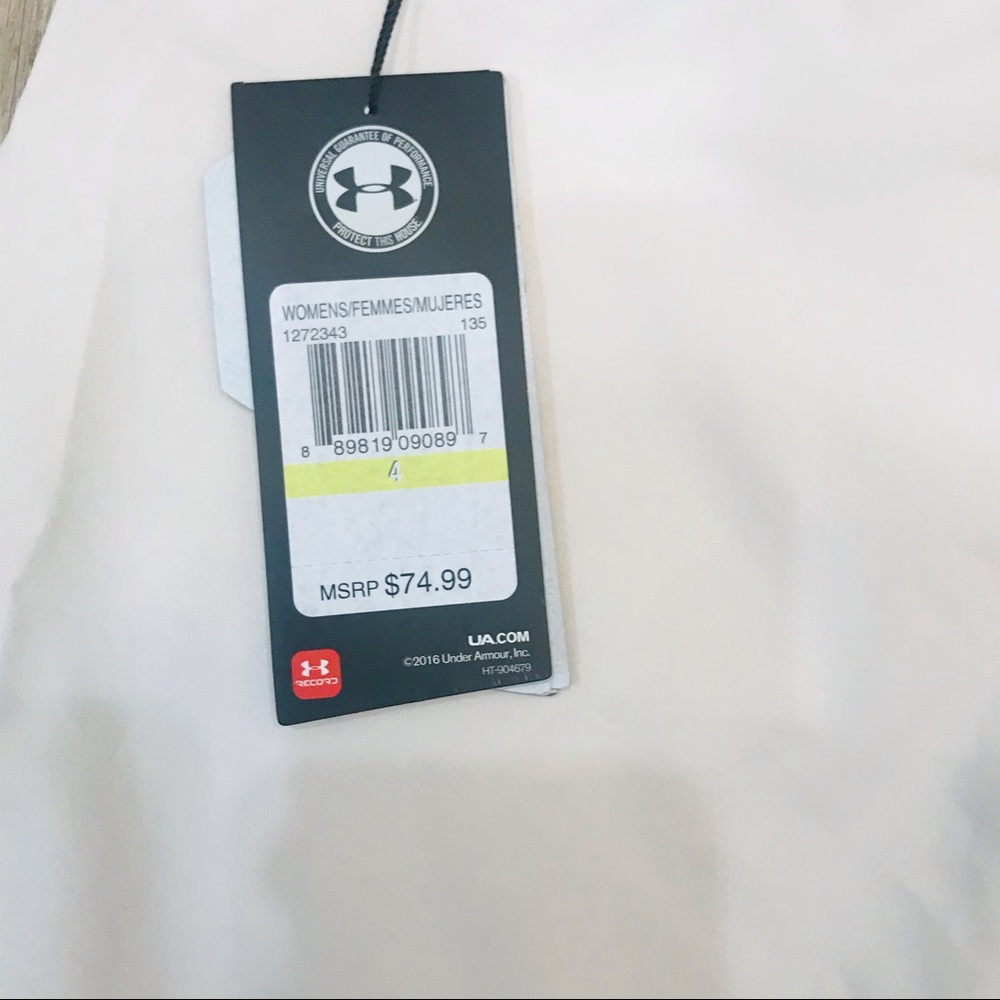 UNIVERSAL GUARANTEE OF PERFORMANCE
PROTECT THIS HOUSE
WOMENS/FEMMES/MUJERES
1272343 135
8 89819 09089 7
4
MSRP $74.99
UA.COM
©2016 Under Armour, Inc.
HT-904679
RECORD